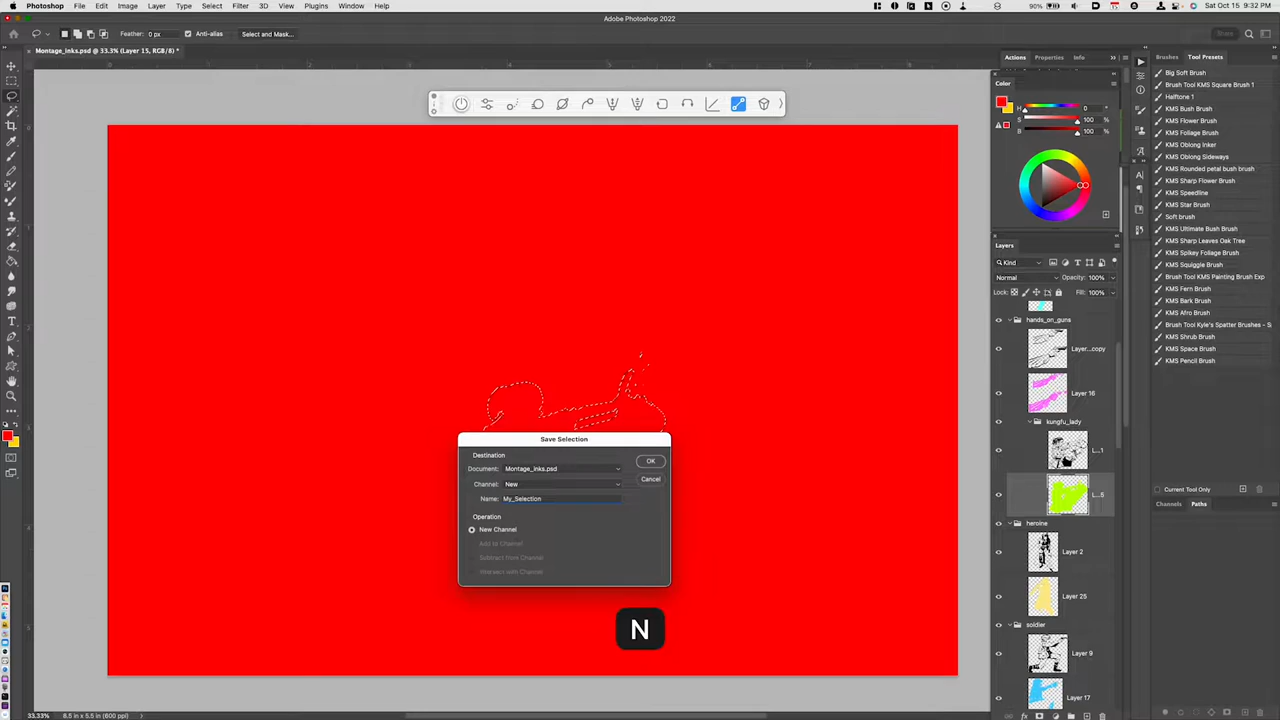 Photoshop File Edit Image Layer Type Select Filter 3D View Plugins Window Help 90% Sat Oct 15 9:32 PM
Adobe Photoshop 2022
Feather: 0 px Anti-alias Select and Mask... Share
Montage_Inks.psd @ 33.3% (Layer 15, RGB/8) *
Actions Properties Info
Brushes Tool Presets
Color
H 0 °
S 100 %
B 100 %
Big Soft Brush
Brush Tool KMS Square Brush 1
Halftone 1
KMS Bush Brush
KMS Flower Brush
KMS Foliage Brush
KMS Oblong Inker
KMS Oblong Sideways
KMS Rounded petal bush brush
KMS Sharp Flower Brush
KMS Speedline
KMS Star Brush
Soft brush
KMS Ultimate Bush Brush
KMS Sharp Leaves Oak Tree
KMS Spikey Foliage Brush
KMS Squiggle Brush
Brush Tool KMS Painting Brush Exp
KMS Fern Brush
KMS Bark Brush
KMS Afro Brush
Brush Tool Kyle's Spatter Brushes - S
KMS Shrub Brush
KMS Space Brush
KMS Pencil Brush
Layers
Kind
Normal Opacity: 100%
Lock: Fill: 100%
hands_on_guns
Layer...copy
Layer 16
kungfu_lady
L...1
L...5
heroine
Layer 2
Layer 25
soldier
Layer 9
Layer 17
Current Tool Only
Channels Paths
Save Selection
Destination
Document: Montage_Inks.psd
Channel: New
Name: My_Selection
OK
Cancel
Operation
New Channel
Add to Channel
Subtract from Channel
Intersect with Channel
N
33.33% 8.5 in x 5.5 in (600 ppi)